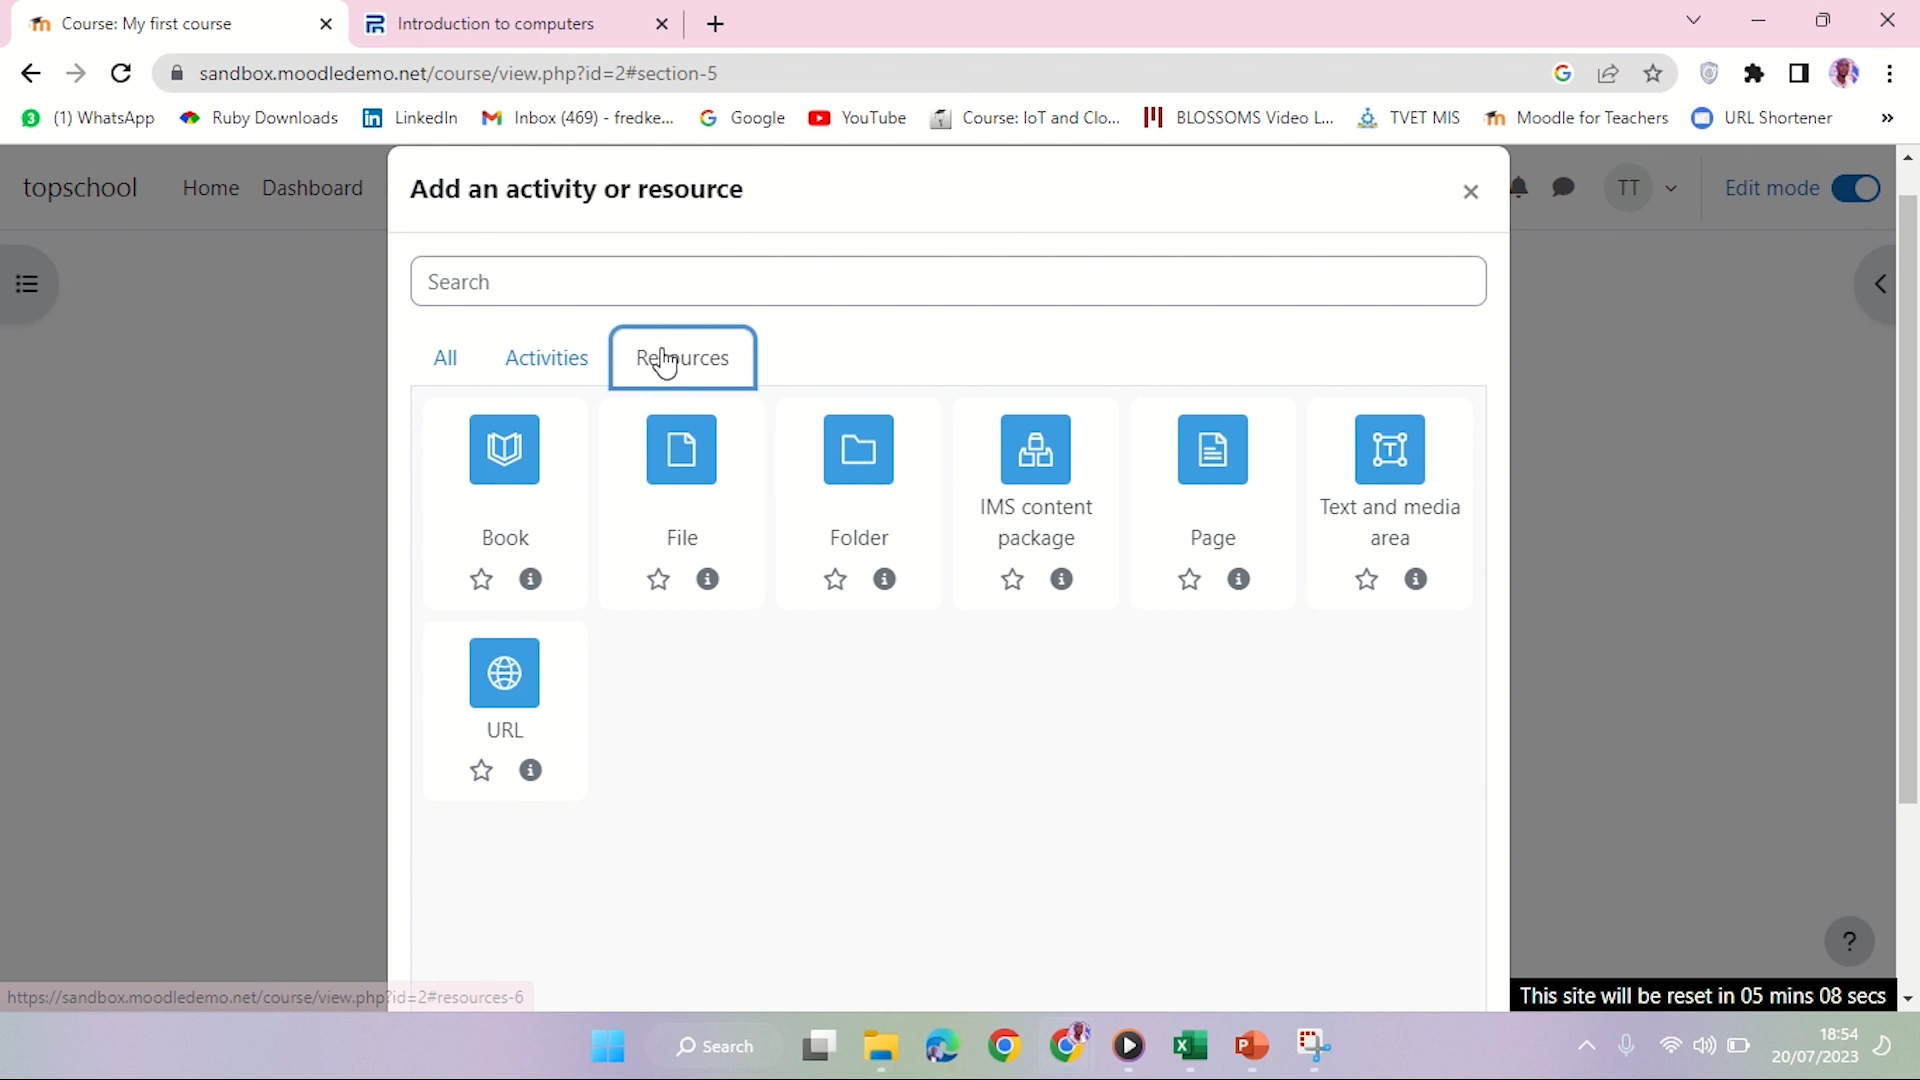 Course: My first course
Introduction to computers
sandbox.moodledemo.net/course/view.php?id=2#section-5
(1) WhatsApp Ruby Downloads LinkedIn Inbox (469) - fredke... Google YouTube Course: IoT and Clo... BLOSSOMS Video L... TVET MIS Moodle for Teachers URL Shortener »
topschool Home Dashboard
TT Edit mode
Add an activity or resource
Search
All Activities Resources
Book
File
Folder
IMS content
package
Page
Text and media
area
URL
https://sandbox.moodledemo.net/course/view.php?id=2#resources-6
This site will be reset in 05 mins 08 secs
Search
18:54
20/07/2023